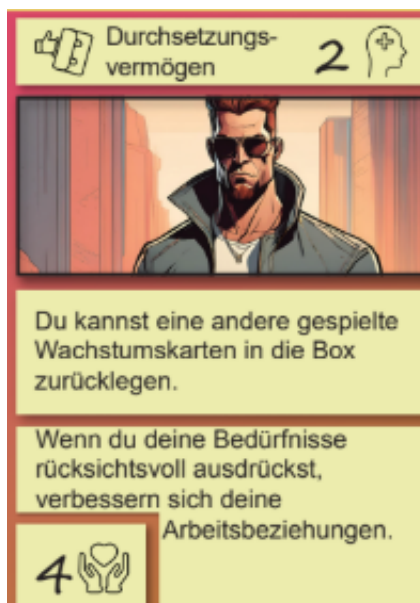 Durchsetzungs-
vermögen
2
Du kannst eine andere gespielte
Wachstumskarten in die Box
zurücklegen.
Wenn du deine Bedürfnisse
rücksichtsvoll ausdrückst,
verbessern sich deine
Arbeitsbeziehungen.
4